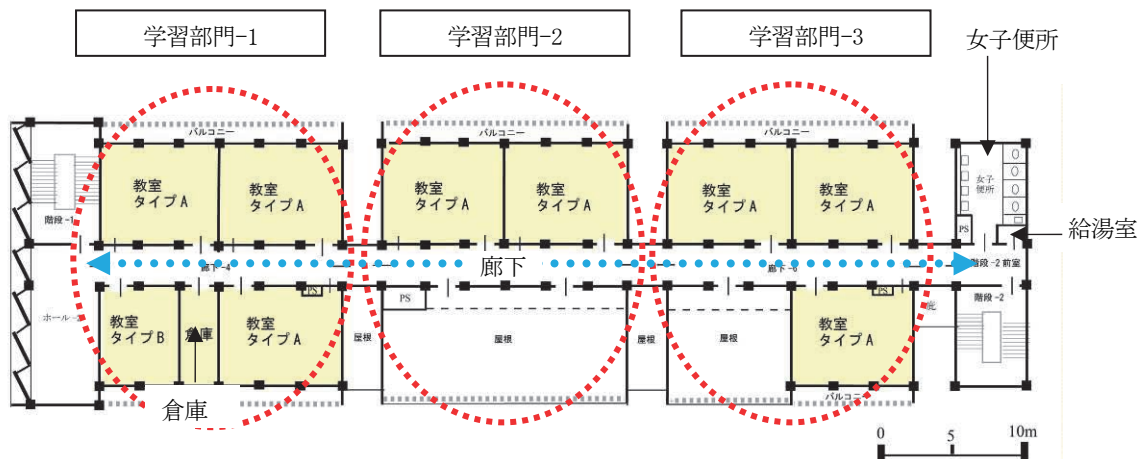 学習部門-1
学習部門-2
学習部門-3
女子便所
バルコニー
バルコニー
バルコニー
教室
タイプA
教室
タイプA
教室
タイプA
教室
タイプA
教室
タイプA
教室
タイプA
女子
便所
階段-1
PS
給湯室
廊下-4
廊下
廊下-6
階段-2 前室
ホール-
教室
タイプB
倉庫
教室
タイプA
PS
屋根
PS
屋根
屋根
屋根
教室
タイプA
PS
階段-2
倉庫
バルコニー
0 5 10m